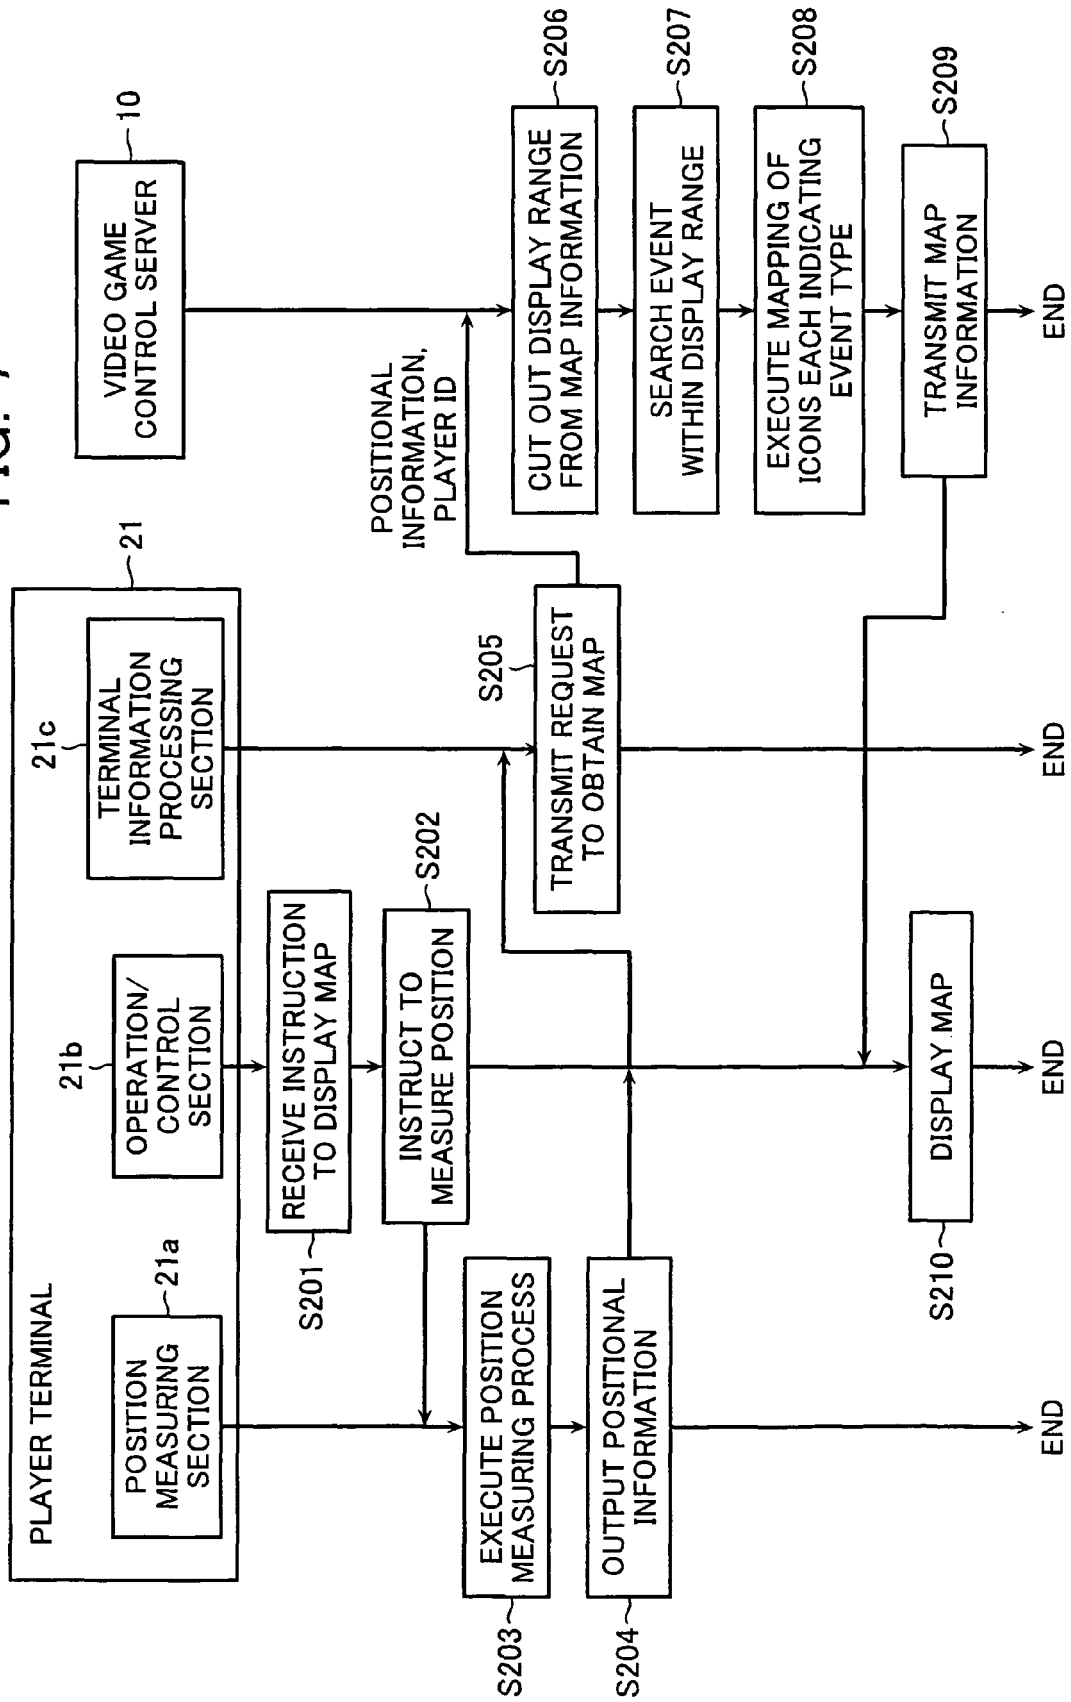 PLAYER TERMINAL
21
POSITION
MEASURING
SECTION
21a
OPERATION/
CONTROL
SECTION
21b
TERMINAL
INFORMATION
PROCESSING
SECTION
21c
VIDEO GAME
CONTROL SERVER
10
RECEIVE INSTRUCTION
TO DISPLAY MAP
S201
INSTRUCT TO
MEASURE POSITION
S202
EXECUTE POSITION
MEASURING PROCESS
S203
OUTPUT POSITIONAL
INFORMATION
S204
TRANSMIT REQUEST
TO OBTAIN MAP
S205
POSITIONAL
INFORMATION,
PLAYER ID
CUT OUT DISPLAY RANGE
FROM MAP INFORMATION
S206
SEARCH EVENT
WITHIN DISPLAY RANGE
S207
EXECUTE MAPPING OF
ICONS EACH INDICATING
EVENT TYPE
S208
TRANSMIT MAP
INFORMATION
S209
DISPLAY MAP
S210
END
END
END
END